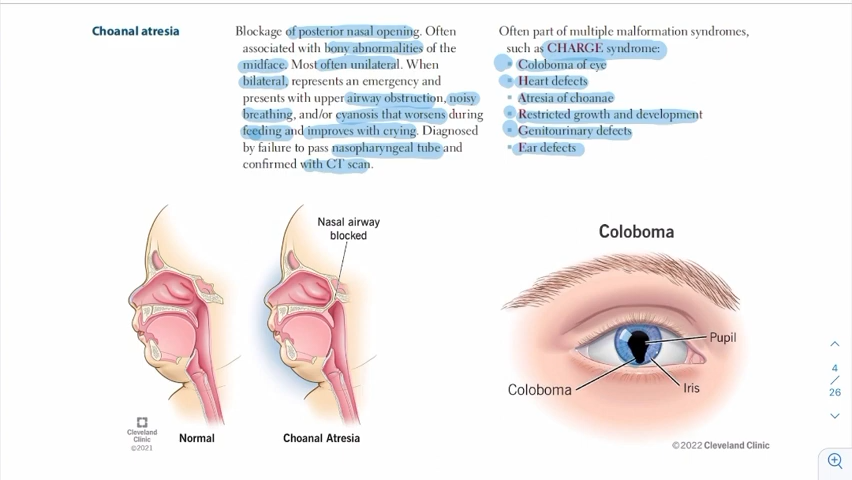 Choanal atresia
Blockage of posterior nasal opening. Often
associated with bony abnormalities of the
midface. Most often unilateral. When
bilateral, represents an emergency and
presents with upper airway obstruction, noisy
breathing, and/or cyanosis that worsens during
feeding and improves with crying. Diagnosed
by failure to pass nasopharyngeal tube and
confirmed with CT scan.
Often part of multiple malformation syndromes,
such as CHARGE syndrome:
Coloboma of eye
Heart defects
Atresia of choanae
Restricted growth and development
Genitourinary defects
Ear defects
Nasal airway
blocked
Cleveland
Clinic
©2021
Normal
Choanal Atresia
Coloboma
Pupil
Coloboma
Iris
©2022 Cleveland Clinic
4
/
26